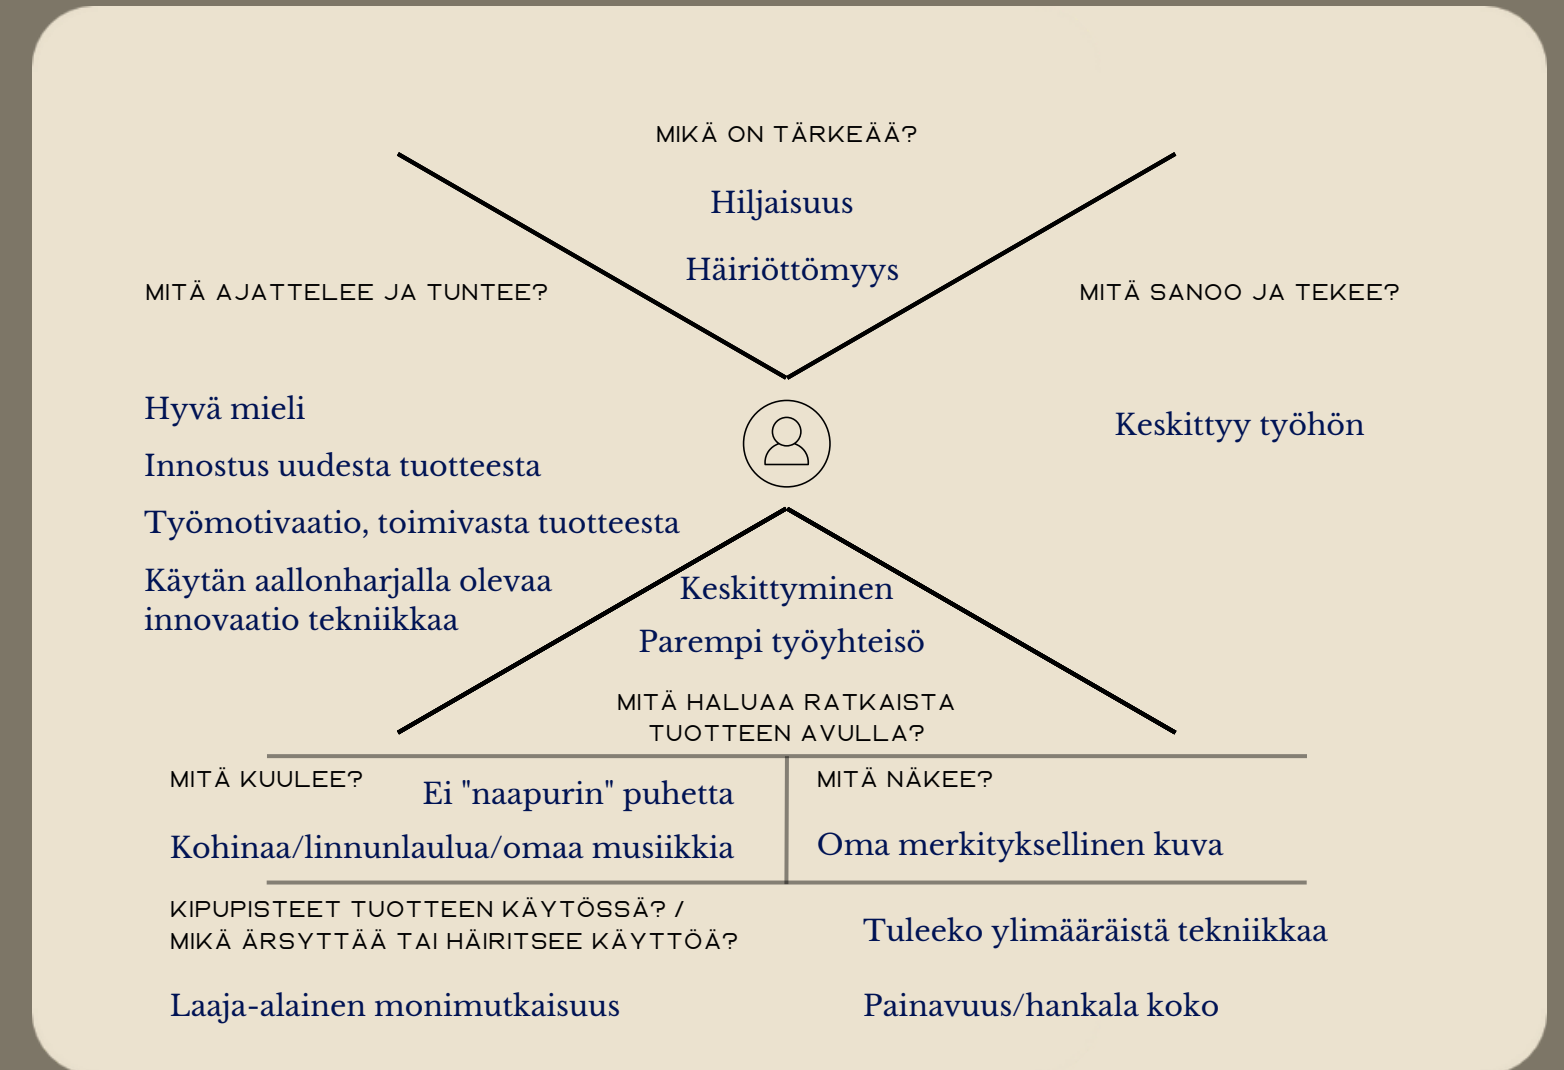 MIKÄ ON TÄRKEÄÄ?
Hiljaisuus
Häiriöttömyys
MITÄ AJATTELEE JA TUNTEE?
Hyvä mieli
Innostus uudesta tuotteesta
Työmotivaatio, toimivasta tuotteesta
Käytän aallonharjalla olevaa
innovaatio tekniikkaa
MITÄ SANOO JA TEKEE?
Keskittyy työhön
Keskittyminen
Parempi työyhteisö
MITÄ HALUAA RATKAISTA
TUOTTEEN AVULLA?
MITÄ KUULEE?
Ei "naapurin" puhetta
Kohinaa/linnunlaulua/omaa musiikkia
MITÄ NÄKEE?
Oma merkityksellinen kuva
KIPUPISTEET TUOTTEEN KÄYTÖSSÄ? /
MIKÄ ÄRSYTTÄÄ TAI HÄIRITSEE KÄYTTÖÄ?
Laaja-alainen monimutkaisuus
Tuleeko ylimääräistä tekniikkaa
Painavuus/hankala koko